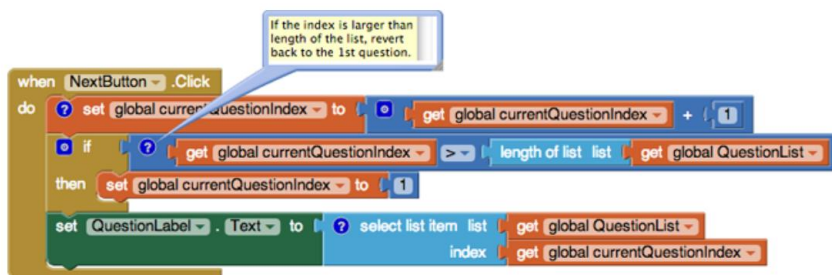 If the index is larger than
length of the list, revert
back to the 1st question.
when NextButton .Click
do ? set global currentQuestionIndex to get global currentQuestionIndex + 1
if ? get global currentQuestionIndex > length of list list get global QuestionList
then set global currentQuestionIndex to 1
set QuestionLabel . Text to ? select list item list get global QuestionList
index get global currentQuestionIndex